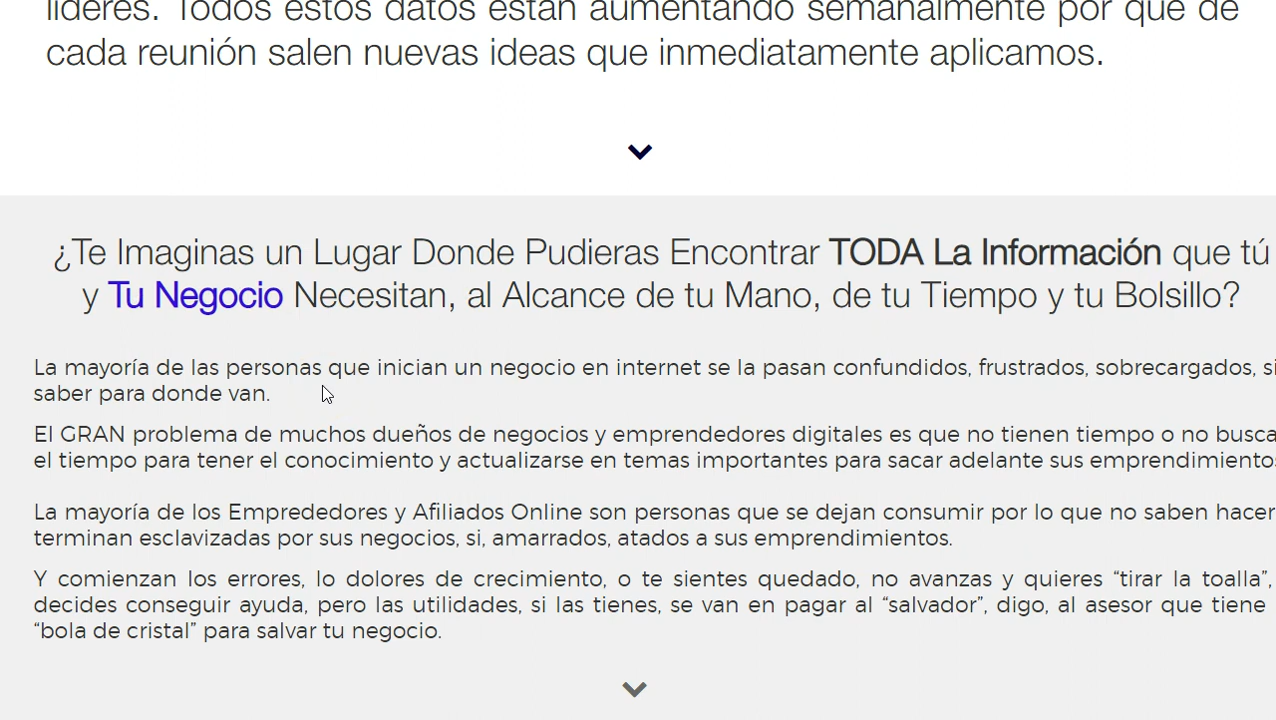 líderes. Todos estos datos están aumentando semanalmente por que de
cada reunión salen nuevas ideas que inmediatamente aplicamos.
¿Te Imaginas un Lugar Donde Pudieras Encontrar TODA La Información que tú
y Tu Negocio Necesitan, al Alcance de tu Mano, de tu Tiempo y tu Bolsillo?
La mayoría de las personas que inician un negocio en internet se la pasan confundidos, frustrados, sobrecargados,
saber para donde van.
El GRAN problema de muchos dueños de negocios y emprendedores digitales es que no tienen tiempo o no busca
el tiempo para tener el conocimiento y actualizarse en temas importantes para sacar adelante sus emprendimiento
La mayoría de los Emprededores y Afiliados Online son personas que se dejan consumir por lo que no saben hacer
terminan esclavizadas por sus negocios, si, amarrados, atados a sus emprendimientos.
Y comienzan los errores, lo dolores de crecimiento, o te sientes quedado, no avanzas y quieres “tirar la toalla”,
decides conseguir ayuda, pero las utilidades, si las tienes, se van en pagar al “salvador”, digo, al asesor que tiene
“bola de cristal” para salvar tu negocio.